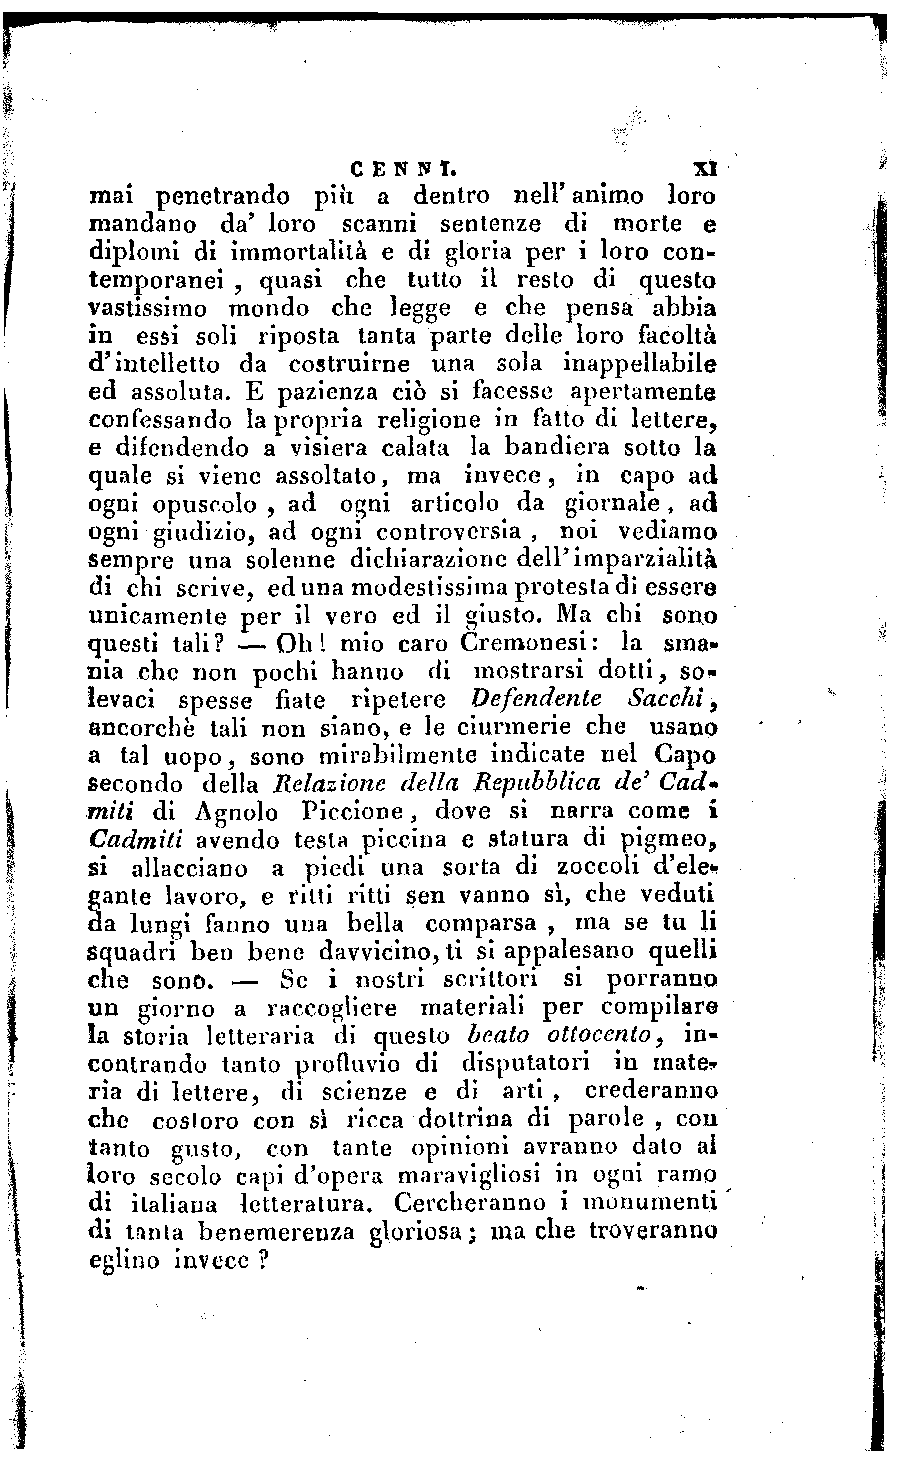 CENNI. XI
mai penetrando più a dentro nell' animo loro
mandano da' loro scanni sentenze di morte e
diplomi di immortalità e di gloria per i loro con-
temporanei , quasi che tutto il resto di questo
vastissimo mondo che legge e che pensa abbia
in essi soli riposta tanta parte delle loro facoltà
d'intelletto da costruirne una sola inappellabile
ed assoluta. E pazienza ciò si facesse apertamente
confessando la propria religione in fatto di lettere,
e difendendo a visiera calata la bandiera sotto la
quale si viene assoltato, ma invece, in capo ad
ogni opuscolo , ad ogni articolo da giornale , ad
ogni giudizio, ad ogni controversia , noi vediamo
sempre una solenne dichiarazione dell'imparzialità
di chi scrive, ed una modestissima protesta di essere
unicamente per il vero ed il giusto. Ma chi sono
questi tali? — Oh! mio caro Cremonesi: la sma-
nia che non pochi hanno di mostrarsi dotti, so-
levaci spesse fiate ripetere Defendente Sacchi,
ancorchè tali non siano, e le ciurmerie che usano
a tal uopo, sono mirabilmente indicate nel Capo
secondo della Relazione della Repubblica de' Cad-
miti di Agnolo Piccione, dove si narra come i
Cadmiti avendo testa piccina e statura di pigmeo,
si allacciano a piedi una sorta di zoccoli d'ele-
gante lavoro, e ritti ritti sen vanno sì, che veduti
da lungi fanno una bella comparsa , ma se tu li
squadri ben bene davvicino, ti si appalesano quelli
che sono. — Se i nostri scrittori si porranno
un giorno a raccogliere materiali per compilare
la storia letteraria di questo beato ottocento, in-
contrando tanto profluvio di disputatori in mate-
ria di lettere, di scienze e di arti , crederanno
che costoro con sì ricca dottrina di parole , con
tanto gusto, con tante opinioni avranno dato al
loro secolo capi d'opera maravigliosi in ogni ramo
di italiana letteratura. Cercheranno i monumenti
di tanta benemerenza gloriosa; ma che troveranno
eglino invece ?